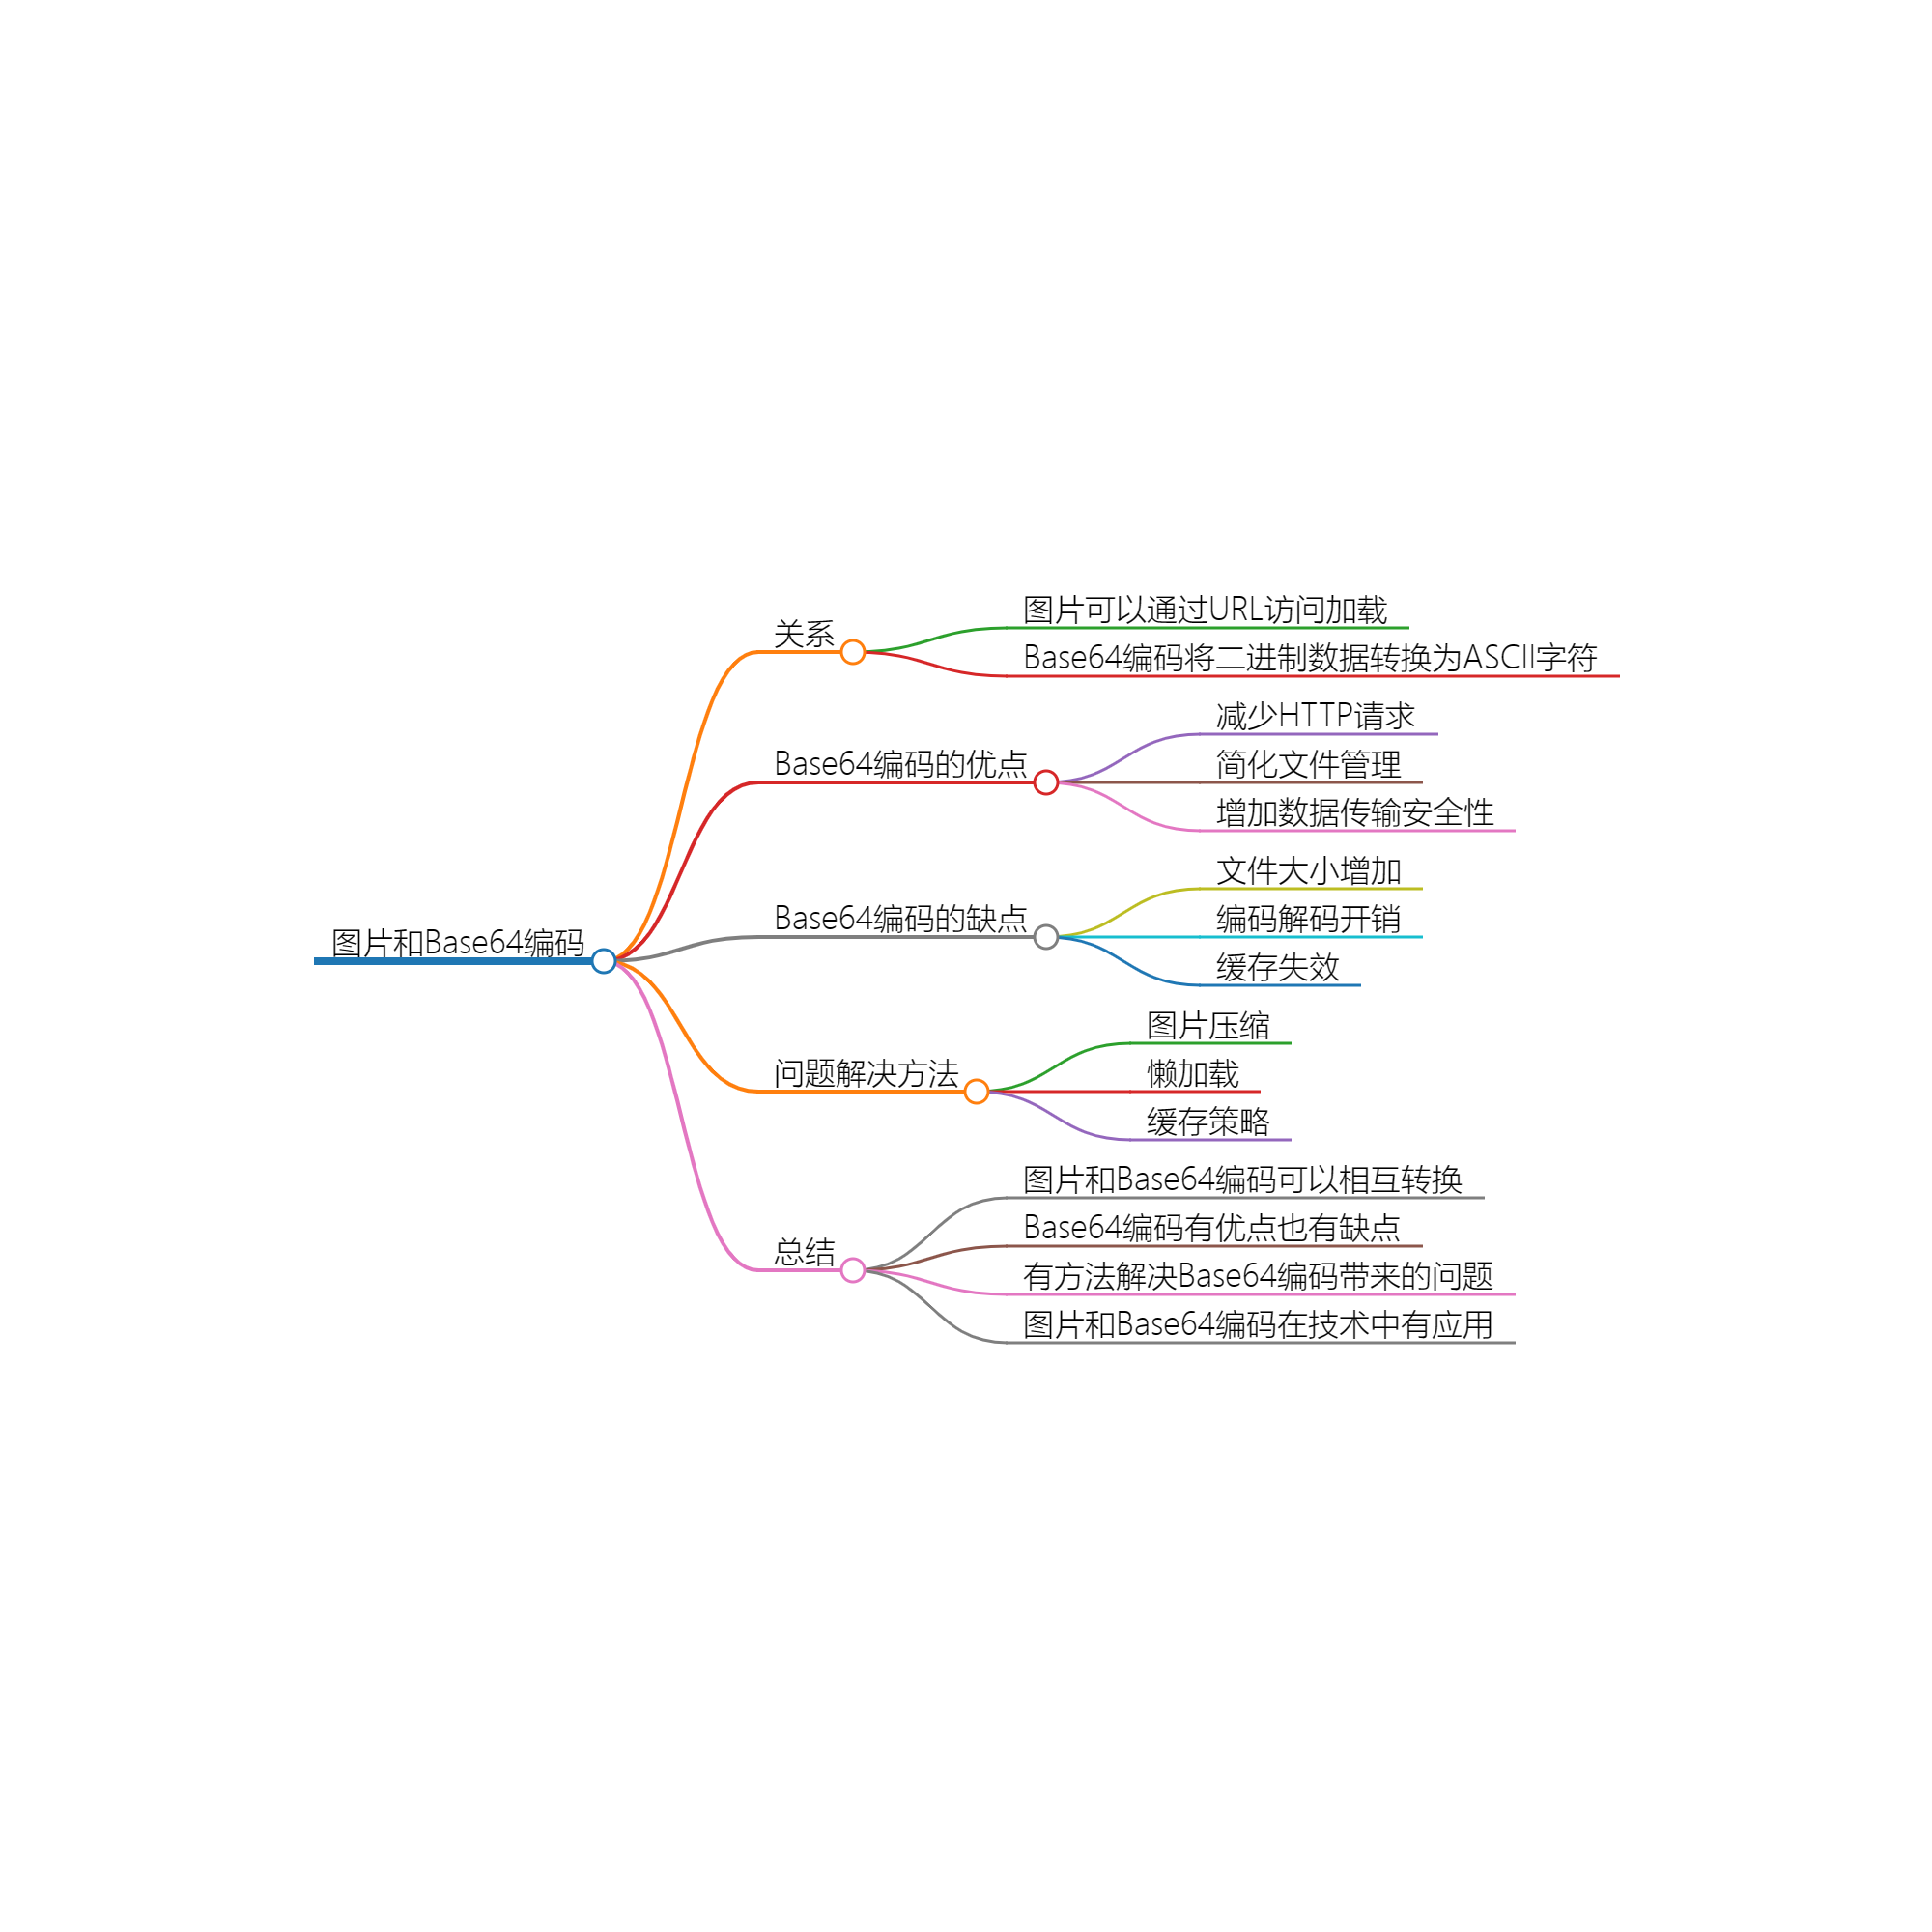 图片和Base64编码
关系
图片可以通过URL访问加载
Base64编码将二进制数据转换为ASCII字符
Base64编码的优点
减少HTTP请求
简化文件管理
增加数据传输安全性
Base64编码的缺点
文件大小增加
编码解码开销
缓存失效
问题解决方法
图片压缩
懒加载
缓存策略
总结
图片和Base64编码可以相互转换
Base64编码有优点也有缺点
有方法解决Base64编码带来的问题
图片和Base64编码在技术中有应用